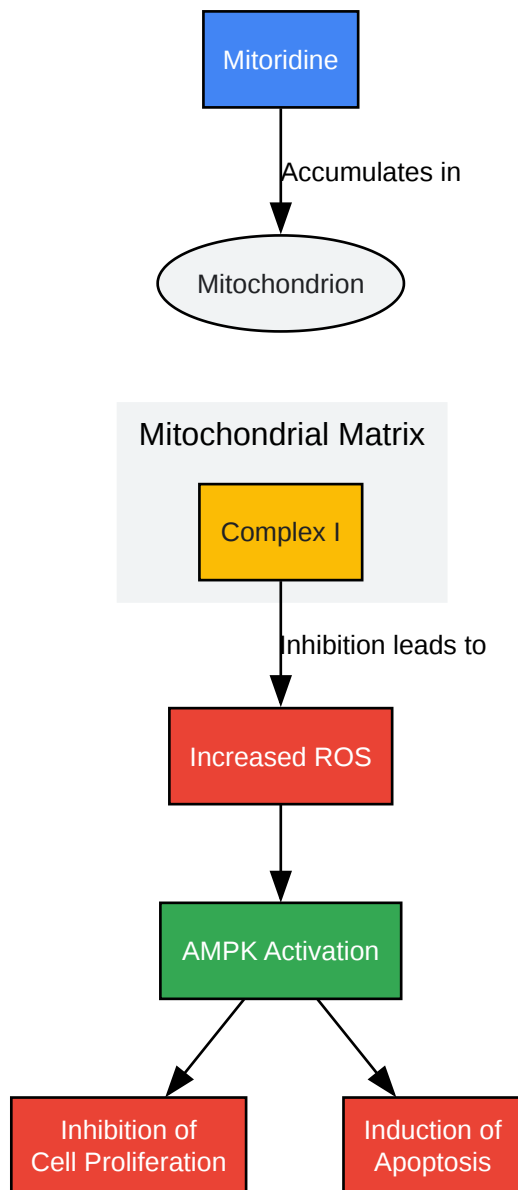 Mitoridine
Accumulates in
Mitochondrion
Mitochondrial Matrix
Complex I
Inhibition leads to
Increased ROS
AMPK Activation
Inhibition of
Cell Proliferation
Induction of
Apoptosis